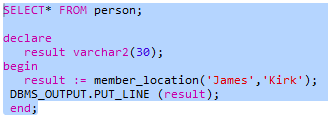 SELECT* FROM person;
declare
result varchar2(30);
begin
result := member_location('James','Kirk');
DBMS_OUTPUT.PUT_LINE (result);
end;